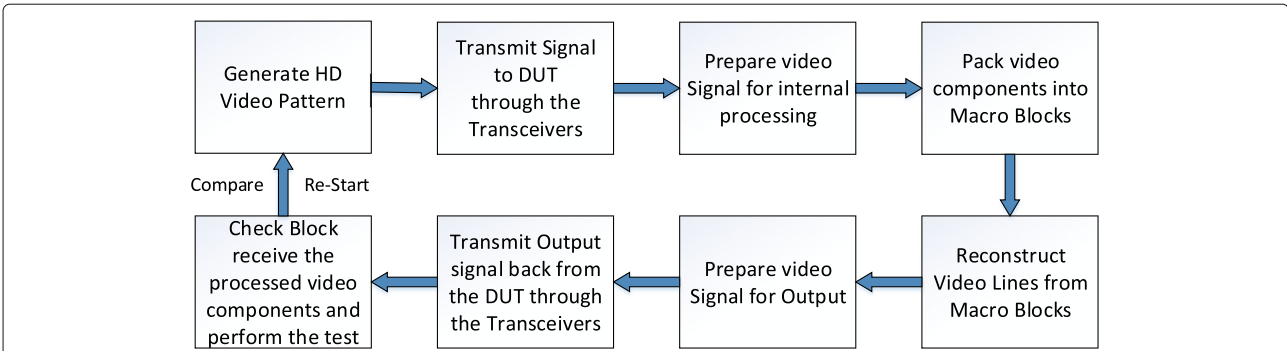 Generate HD
Video Pattern
Transmit Signal
to DUT
through the
Transceivers
Prepare video
Signal for internal
processing
Pack video
components into
Macro Blocks
Compare
Re-Start
Check Block
receive the
processed video
components and
perform the test
Transmit Output
signal back from
the DUT through
the Transceivers
Prepare video
Signal for Output
Reconstruct
Video Lines from
Macro Blocks